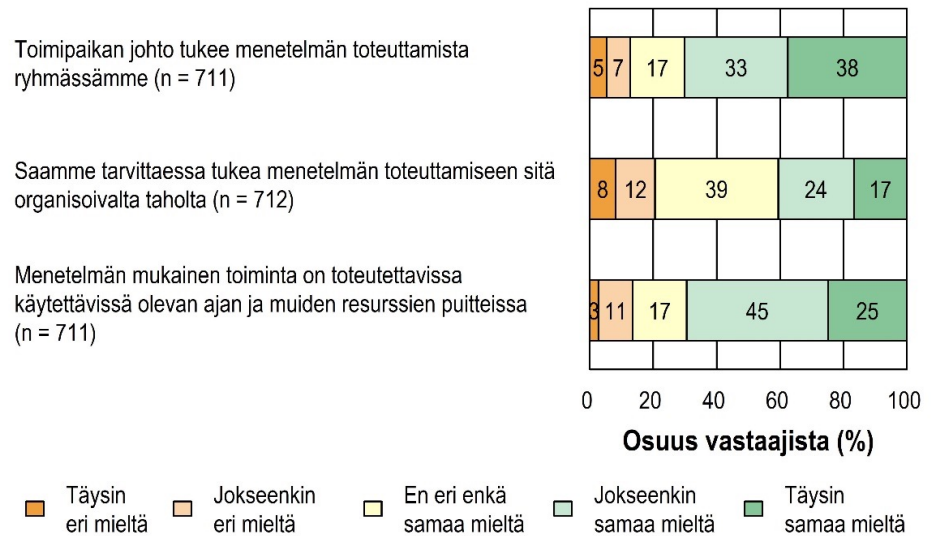 Toimipaikan johto tukee menetelmän toteuttamista
ryhmässämme (n = 711)
5 7 17 33 38
Saamme tarvittaessa tukea menetelmän toteuttamiseen sitä
organisoivalta taholta (n = 712)
8 12 39 24 17
Menetelmän mukainen toiminta on toteutettavissa
käytettävissä olevan ajan ja muiden resurssien puitteissa
(n = 711)
3 11 17 45 25
0 20 40 60 80 100
Osuus vastaajista (%)
Täysin
eri mieltä
Jokseenkin
eri mieltä
En eri enkä
samaa mieltä
Jokseenkin
samaa mieltä
Täysin
samaa mieltä